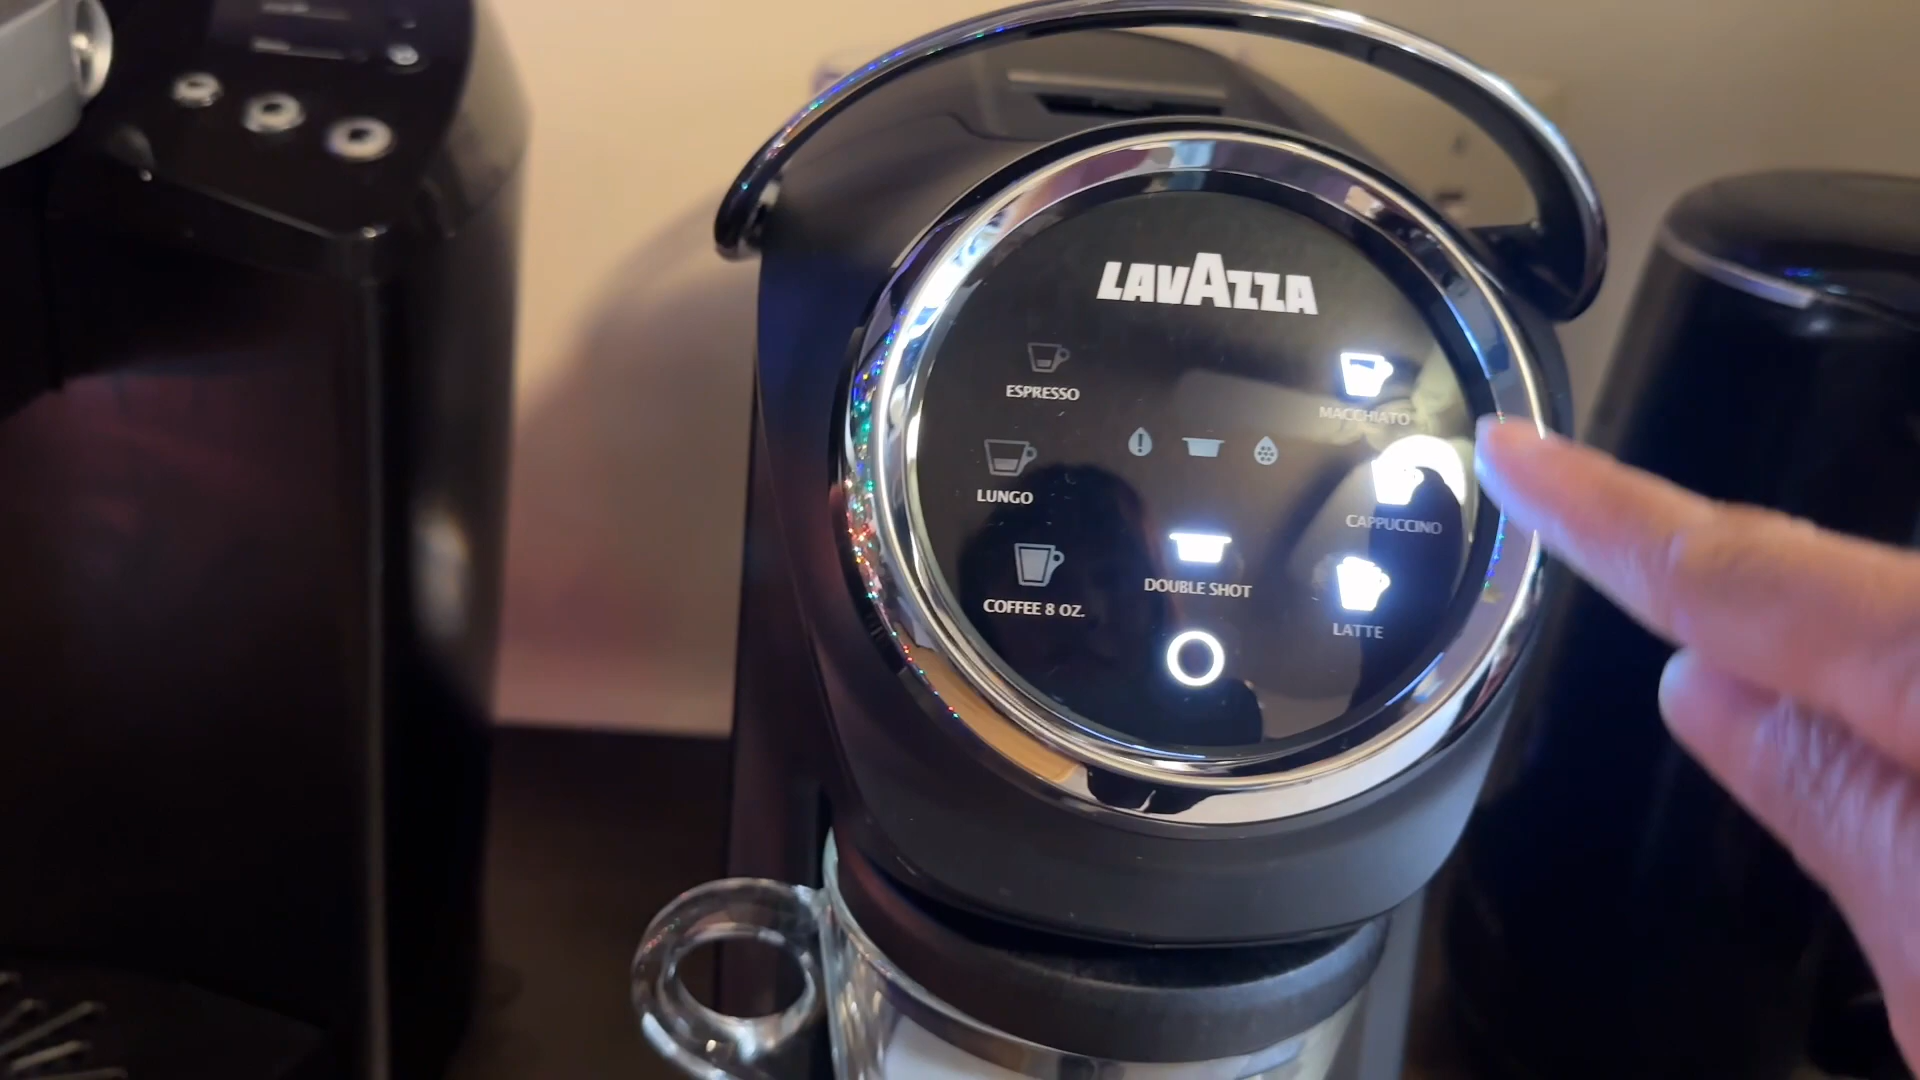 LAVAZZA
ESPRESSO
MACCHIATO
LUNGO
CAPPUCCINO
COFFEE 8 OZ.
DOUBLE SHOT
LATTE